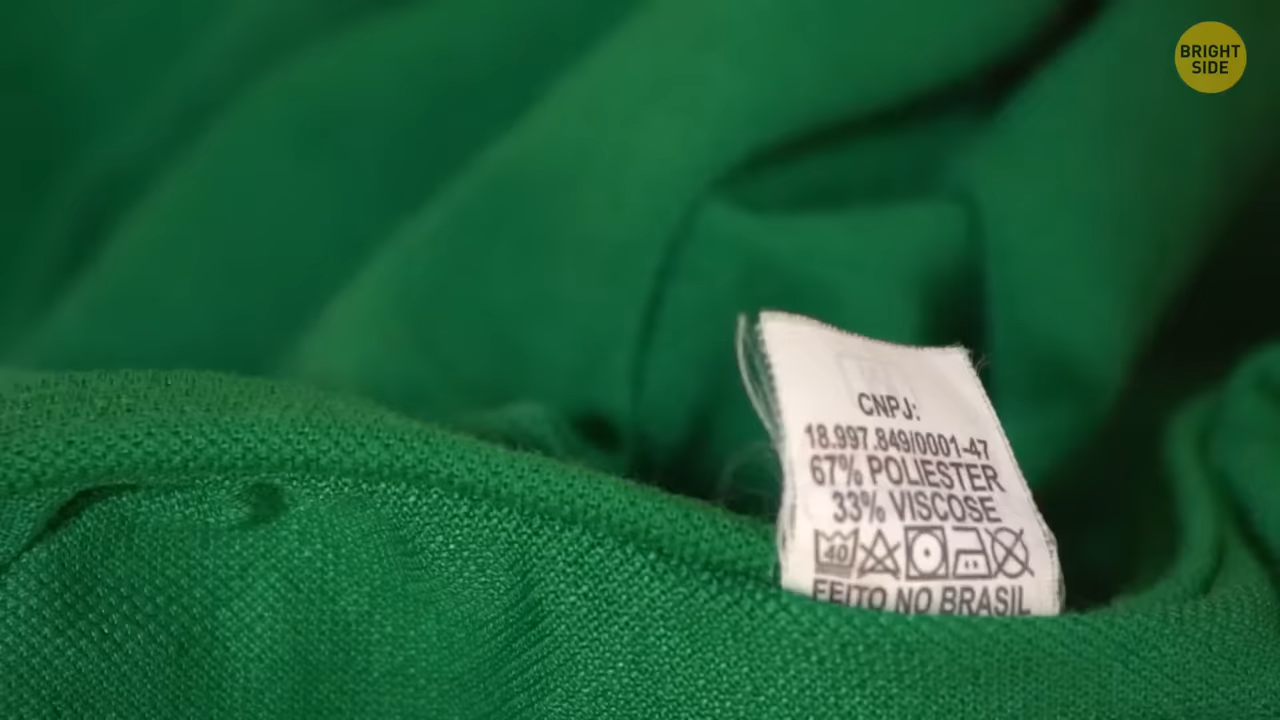 BRIGHT
SIDE
CNPJ:
18.997.849/0001-47
67% POLIESTER
33% VISCOSE
40
FEITO NO BRASIL